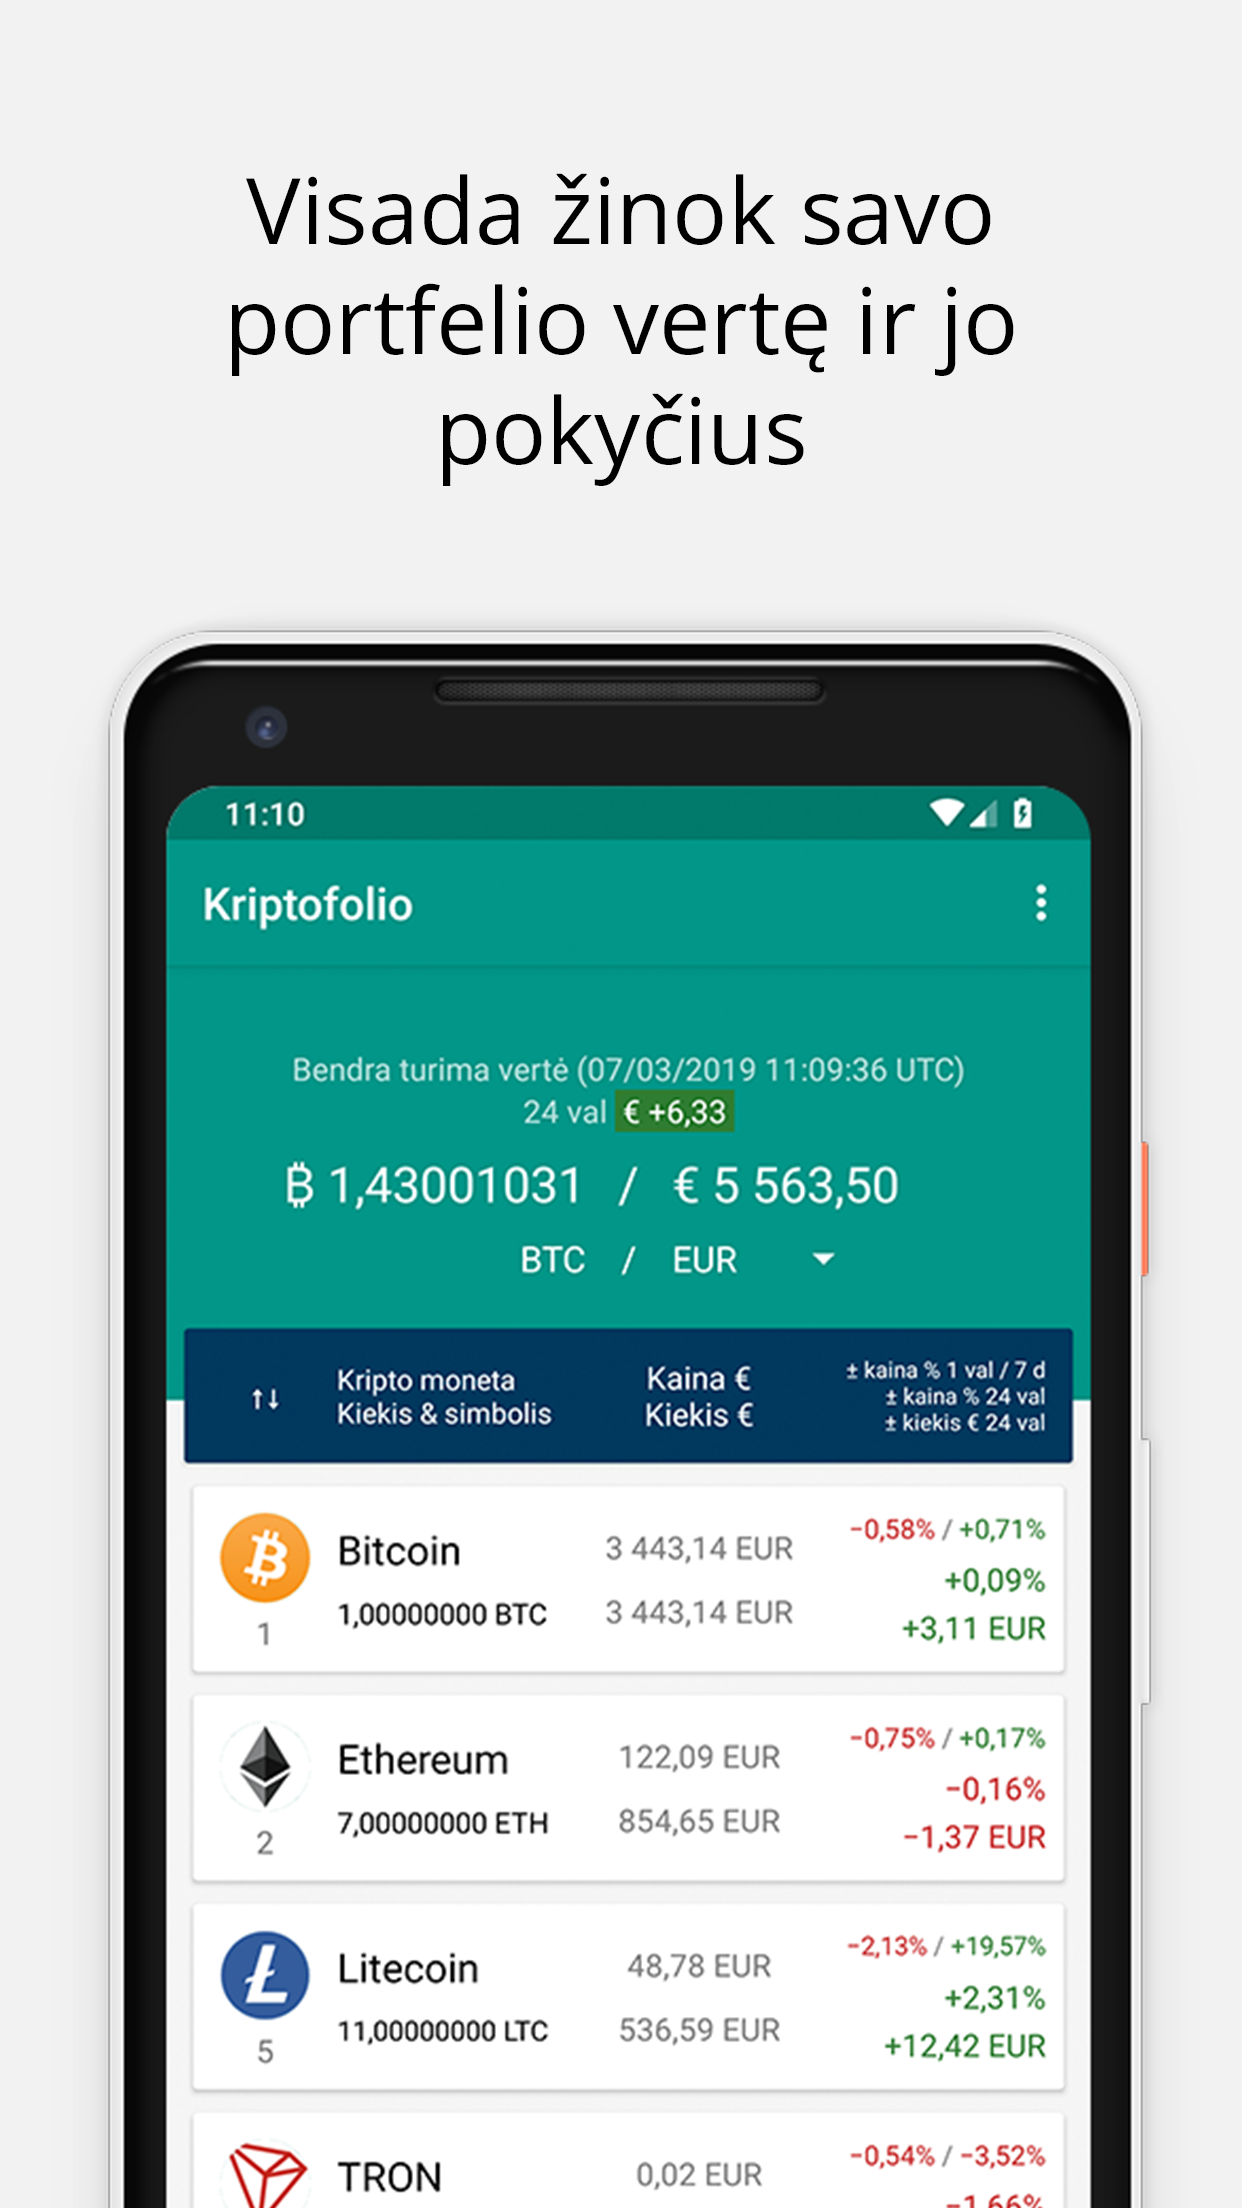 Visada žinok savo
portfelio vertę ir jo
pokyčius
11:10
Kriptofolio
Bendra turima vertė (07/03/2019 11:09:36 UTC)
24 val € +6,33
₿ 1,43001031 / € 5 563,50
BTC / EUR
Kripto moneta
Kiekis & simbolis
Kaina €
Kiekis €
± kaina % 1 val / 7 d
± kaina % 24 val
± kiekis € 24 val
Bitcoin
1,00000000 BTC
1
3 443,14 EUR
3 443,14 EUR
−0,58% / +0,71%
+0,09%
+3,11 EUR
Ethereum
7,00000000 ETH
2
122,09 EUR
854,65 EUR
−0,75% / +0,17%
−0,16%
−1,37 EUR
Litecoin
11,00000000 LTC
5
48,78 EUR
536,59 EUR
−2,13% / +19,57%
+2,31%
+12,42 EUR
TRON
0,02 EUR
−0,54% / −3,52%
−1,66%